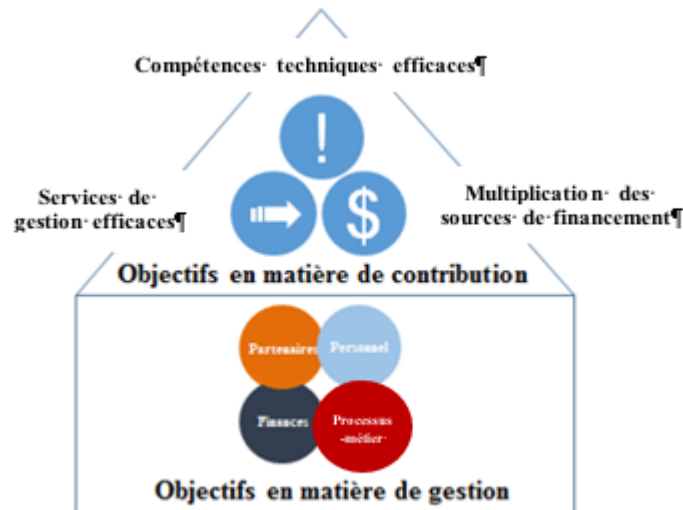 Compétences· techniques· efficaces¶
!
Services· de·
gestion· efficaces¶
$
Multiplication· des·
sources· de· financement¶
Objectifs en matière de contribution
Partenaires
Personnel
Finances
Processus
-métier·
Objectifs en matière de gestion